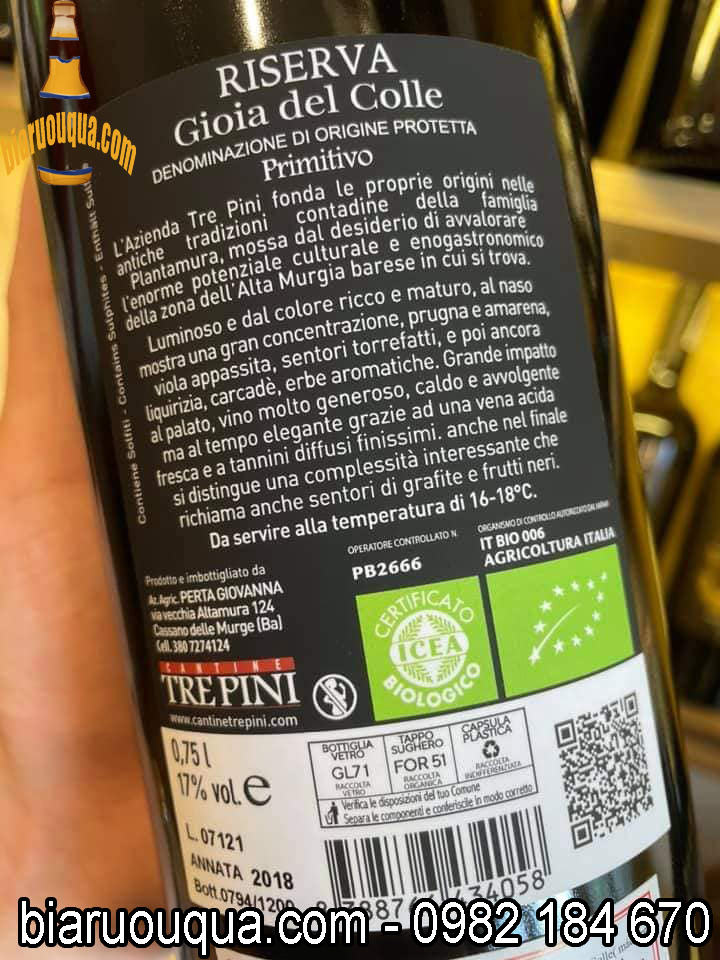 biaruouqua.com
RISERVA
Gioia del Colle
DENOMINAZIONE DI ORIGINE PROTETTA
Primitivo
L'Azienda Tre Pini fonda le proprie origini nelle
antiche tradizioni contadine della famiglia
Plantamura, mossa dal desiderio di avvalorare
l'enorme potenziale culturale e enogastronomico
della zona dell'Alta Murgia barese in cui si trova.
Luminoso e dal colore ricco e maturo, al naso
mostra una gran concentrazione, prugna e amarena,
viola appassita, sentori torrefatti, e poi ancora
liquirizia, carcadè, erbe aromatiche. Grande impatto
al palato, vino molto generoso, caldo e avvolgente
ma al tempo elegante grazie ad una vena acida
fresca e a tannini diffusi finissimi. anche nel finale
si distingue una complessità interessante che
richiama anche sentori di grafite e frutti neri.
Da servire alla temperatura di 16-18°C.
Contiene Solfiti - Contains Sulphites - Enthält
OPERATORE CONTROLLATO N.
PB2666
ORGANISMO DI CONTROLLO AUTORIZZATO DAL
IT BIO 006
AGRICOLTURA ITALIA
Prodotto e imbottigliato da
Az. Agric. PERTA GIOVANNA
via vecchia Altamura 124
Cassano delle Murge (Ba)
Cell. 380 7274124
CANTINE
TREPINI
www.cantinetrepini.com
CERTIFICATO
ICEA
BIOLOGICO
0,75 l
17% vol. e
BOTTIGLIA
VETRO
GL71
RACCOLTA
VETRO
TAPPO
SUGHERO
FOR 51
RACCOLTA
ORGANICA
CAPSULA
PLASTICA
RACCOLTA
INDIFFERENZIATA
Verifica le disposizioni del tuo Comune
Separa le componenti e conferiscile in modo corretto
L. 07121
ANNATA 2018
Bott. 0794/1200
434058
biaruouqua.com - 0982 184 670